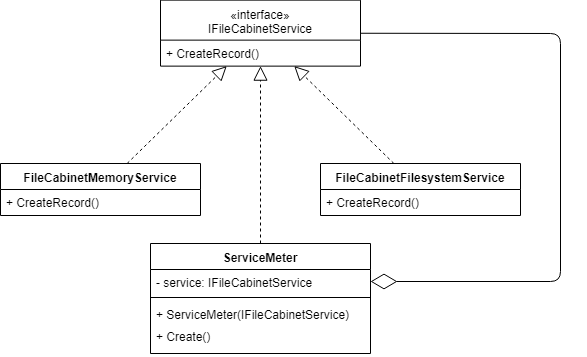 «interface»
IFileCabinetService
+ CreateRecord()
FileCabinetMemoryService
+ CreateRecord()
FileCabinetFilesystemService
+ CreateRecord()
ServiceMeter
- service: IFileCabinetService
+ ServiceMeter(IFileCabinetService)
+ Create()